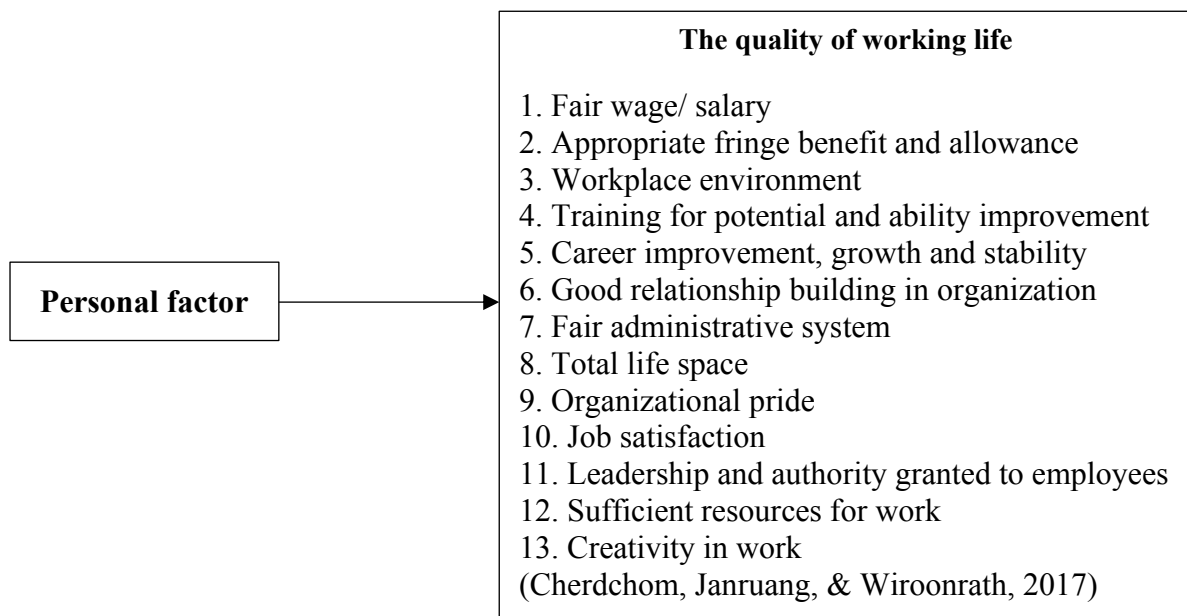 The quality of working life
1. Fair wage/ salary
2. Appropriate fringe benefit and allowance
3. Workplace environment
4. Training for potential and ability improvement
5. Career improvement, growth and stability
6. Good relationship building in organization
7. Fair administrative system
8. Total life space
9. Organizational pride
10. Job satisfaction
11. Leadership and authority granted to employees
12. Sufficient resources for work
13. Creativity in work
(Cherdchom, Janruang, & Wiroonrath, 2017)
Personal factor